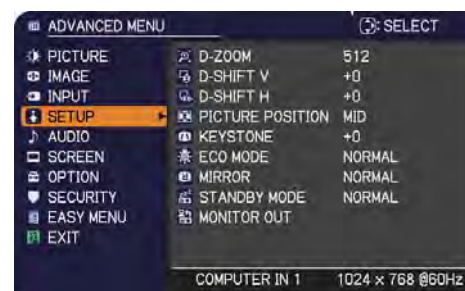 ADVANCED MENU : SELECT
PICTURE D-ZOOM 512
IMAGE D-SHIFT V +0
INPUT D-SHIFT H +0
SETUP PICTURE POSITION MID
AUDIO KEYSTONE +0
SCREEN ECO MODE NORMAL
OPTION MIRROR NORMAL
SECURITY STANDBY MODE NORMAL
EASY MENU MONITOR OUT
EXIT
COMPUTER IN 1 1024 x 768 @60Hz